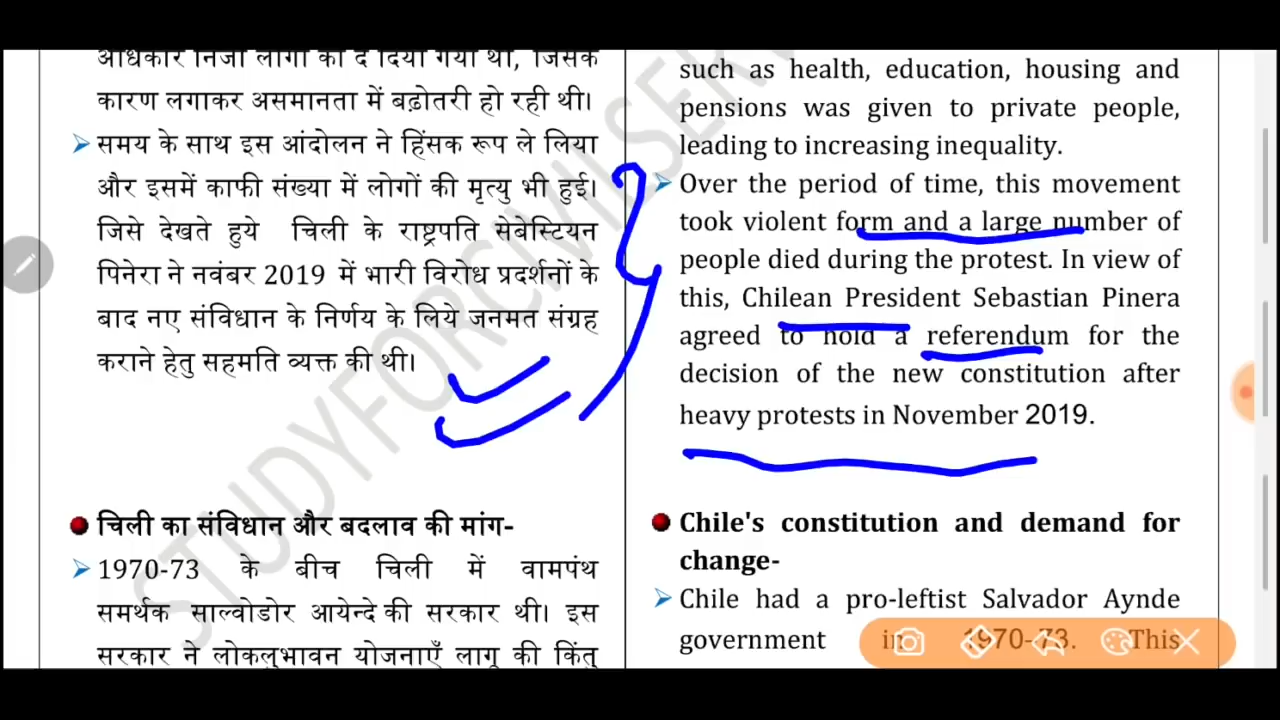 अधिकार निजी लोगों को दे दिया गया था, जिसके
कारण लगाकर असमानता में बढ़ोतरी हो रही थी।
समय के साथ इस आंदोलन ने हिंसक रूप ले लिया
और इसमें काफी संख्या में लोगों की मृत्यु भी हुई।
जिसे देखते हुये चिली के राष्ट्रपति सेबेस्टियन
पिनेरा ने नवंबर 2019 में भारी विरोध प्रदर्शनों के
बाद नए संविधान के निर्णय के लिये जनमत संग्रह
कराने हेतु सहमति व्यक्त की थी।
चिली का संविधान और बदलाव की मांग-
1970-73 के बीच चिली में वामपंथ
समर्थक साल्वोडोर आयेन्दे की सरकार थी। इस
सरकार ने लोकलुभावन योजनाएँ लागू की किंतु
such as health, education, housing and
pensions was given to private people,
leading to increasing inequality.
Over the period of time, this movement
took violent form and a large number of
people died during the protest. In view of
this, Chilean President Sebastian Pinera
agreed to hold a referendum for the
decision of the new constitution after
heavy protests in November 2019.
Chile's constitution and demand for
change-
Chile had a pro-leftist Salvador Aynde
government in 1970-73. This
STUDYFORCIVILSERV